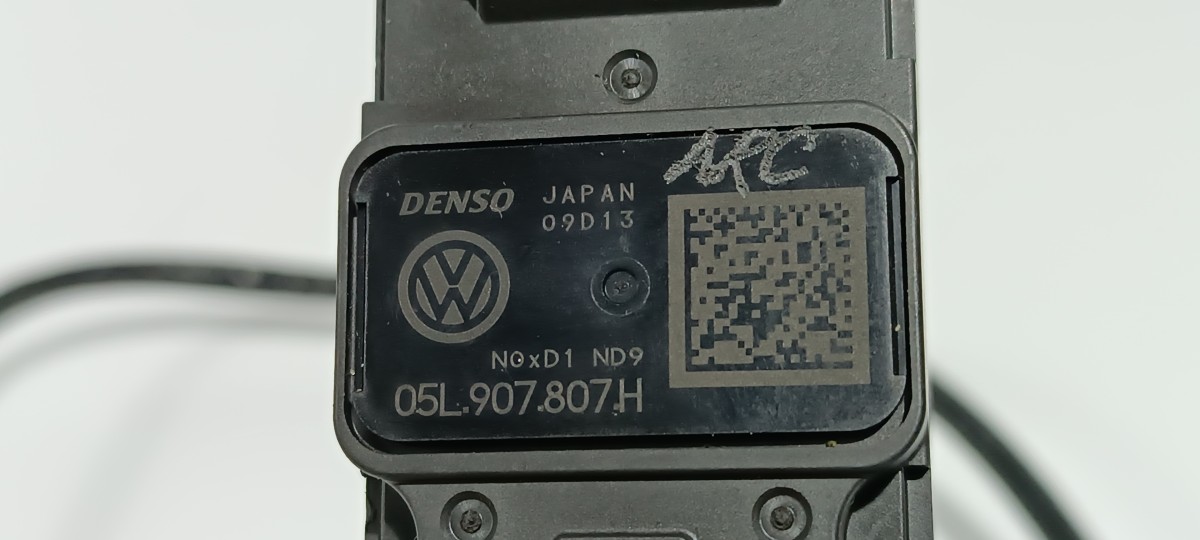 DENSO JAPAN
09D13
NOxD1 ND9
05L.907.807.H